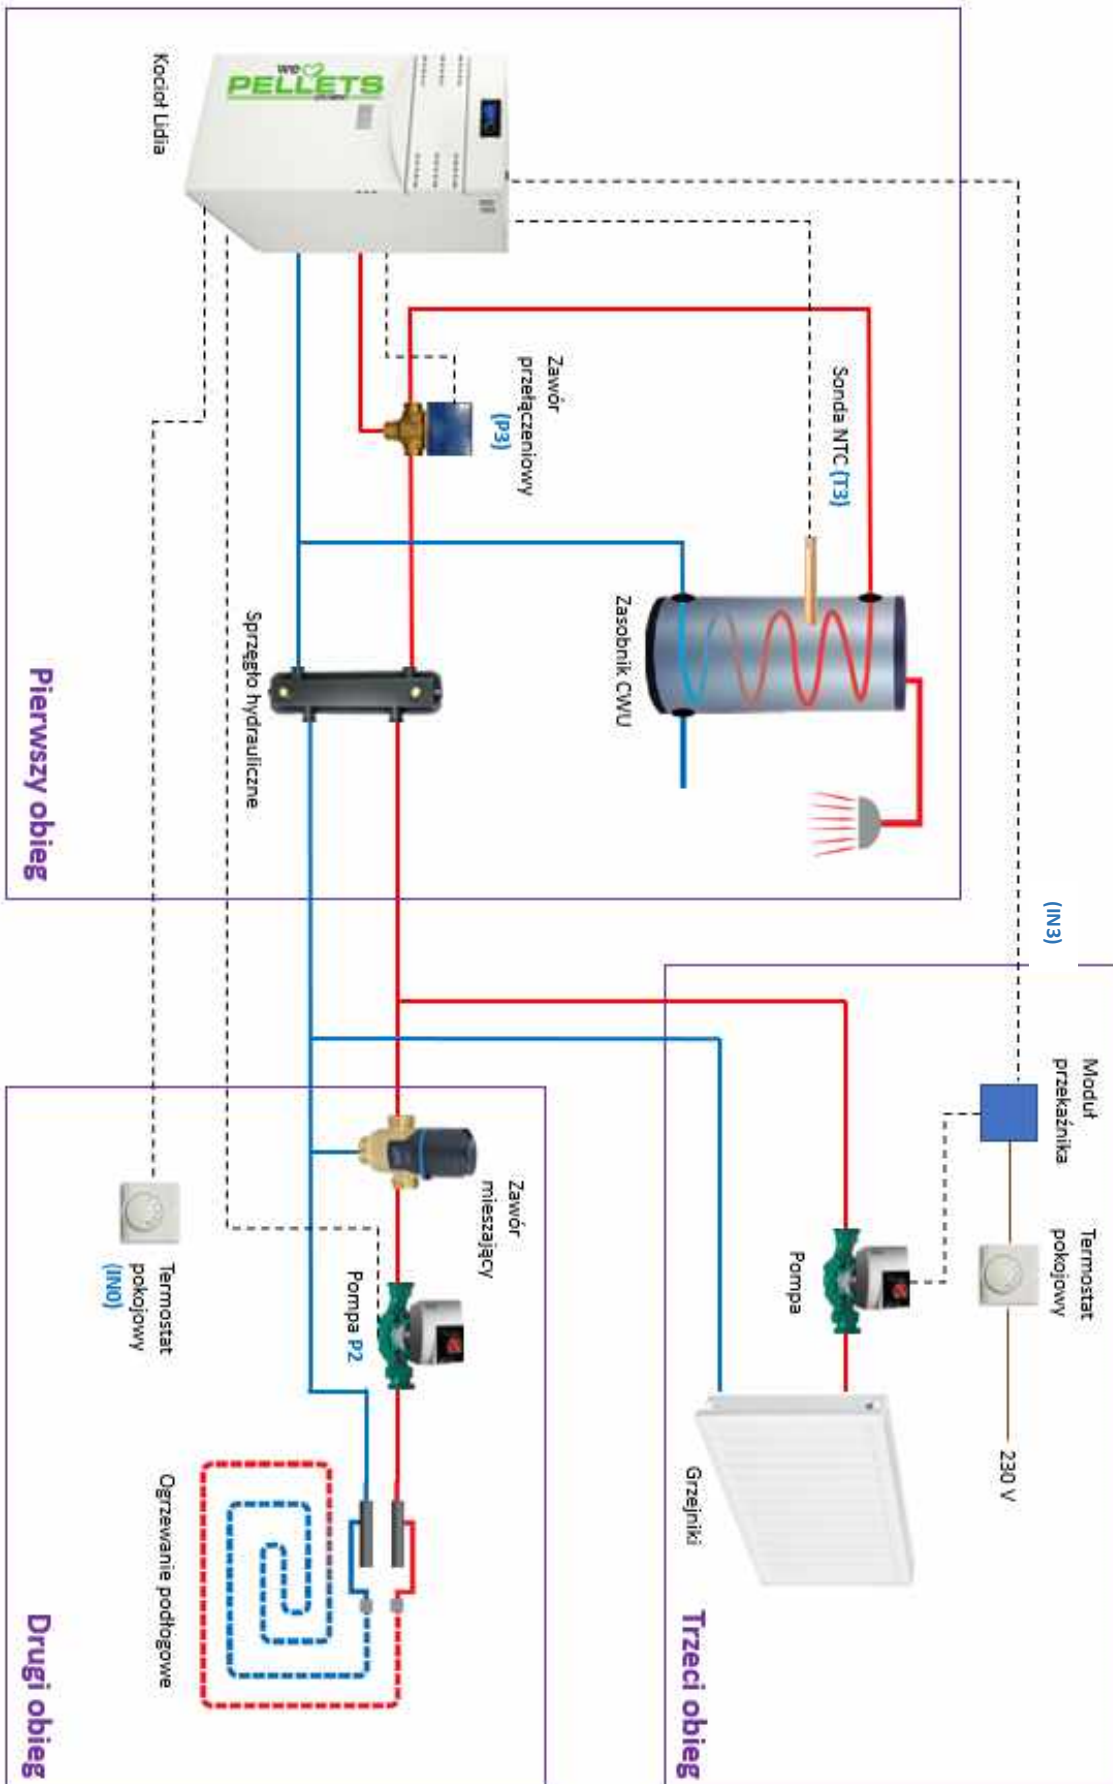 we
PELLETS
Kocioł Lidia
Zawór
przełączeniowy
(P3)
Sonda NTC (T3)
Zasobnik CWU
Sprzęgło hydrauliczne
Pierwszy obieg
(IN3)
Moduł
przekaźnika
Termostat
pokojowy
230 V
Pompa
Grzejniki
Trzeci obieg
Zawór
mieszający
Pompa P2
Termostat
pokojowy
(IN0)
Ogrzewanie podłogowe
Drugi obieg